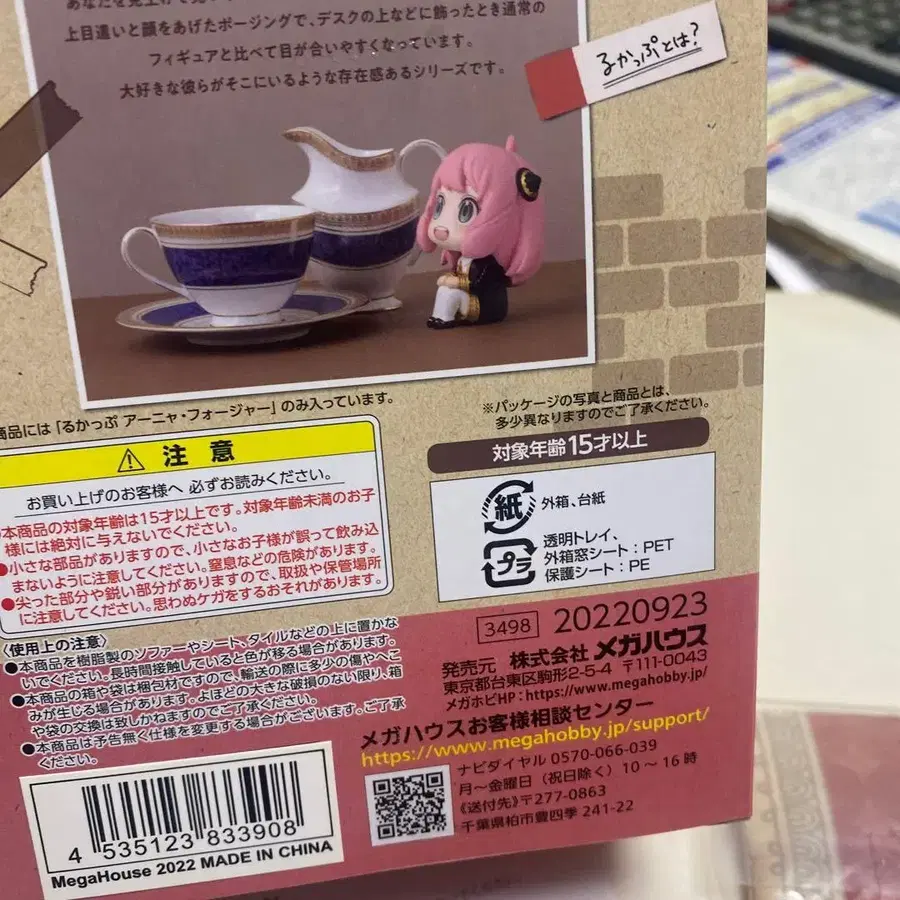 上目遣いと顔をあげたポージングで、デスクの上などに飾ったとき通常の
フィギュアと比べて目が合いやすくなっています。
大好きな彼らがそこにいるような存在感あるシリーズです。
るかっぷとは?
商品には「るかっぷ アーニャ・フォージャー」のみ入っています。
※パッケージの写真と商品とは、
多少異なりますのでご了承ください。
注意
お買い上げのお客様へ 必ずお読みください。
●本商品の対象年齢は15才以上です。対象年齢未満のお子
様には絶対に与えないでください。
●小さな部品がありますので、小さなお子様が誤って飲み込
まないように注意してください。窒息などの危険があります。
●尖った部分や鋭い部分がありますので、取扱や保管場所
に注意してください。思わぬケガをするおそれがあります。
対象年齢15才以上
紙
外箱、台紙
プラ
透明トレイ、
外箱窓シート:PET
保護シート:PE
〈使用上の注意〉
●本商品を樹脂製のソファーやシート、タイルなどの上に置かな
いでください。長時間接触していると色が移る場合があります。
●本商品の箱や袋は梱包材ですので、輸送の際に多少の傷やへこ
みが生じる場合があります。よほどの大きな破損のない限り、箱
や袋の交換は致しかねますのでご了承ください。
●本商品は予告無く仕様を変更する場合がございます。ご了承
ください。
3498 20220923
発売元 株式会社メガハウス
東京都台東区駒形2-5-4 〒111-0043
メガホビHP:https://www.megahobby.jp/
メガハウスお客様相談センター
https://www.megahobby.jp/support/
ナビダイヤル 0570-066-039
月〜金曜日(祝日除く)10〜16時
《送付先》〒277-0863
千葉県柏市豊四季 241-22
4 535123 833908
MegaHouse 2022 MADE IN CHINA